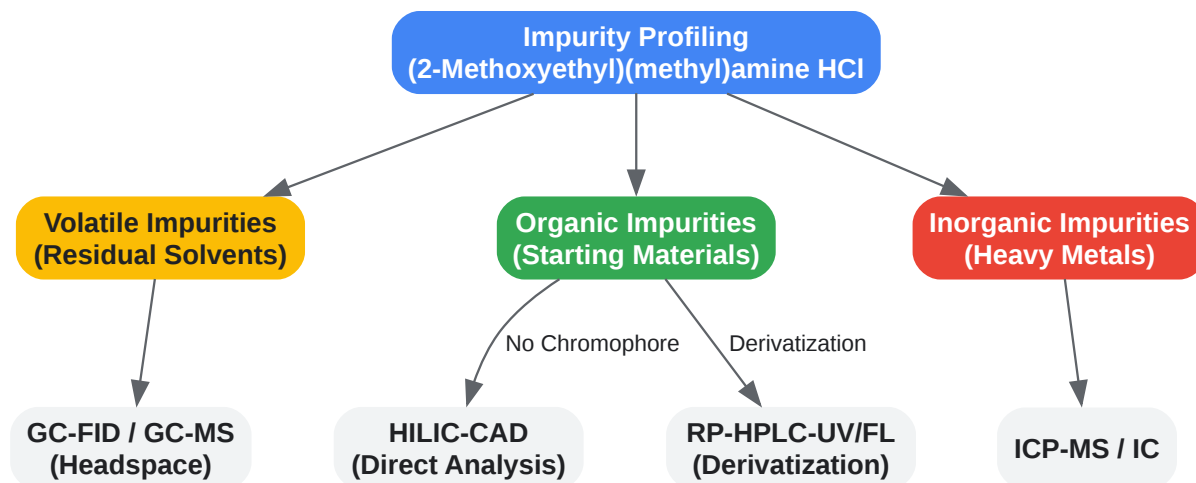 Impurity Profiling
(2-Methoxyethyl)(methyl)amine HCl
Volatile Impurities
(Residual Solvents)
Organic Impurities
(Starting Materials)
Inorganic Impurities
(Heavy Metals)
No Chromophore
Derivatization
GC-FID / GC-MS
(Headspace)
HILIC-CAD
(Direct Analysis)
RP-HPLC-UV/FL
(Derivatization)
ICP-MS / IC